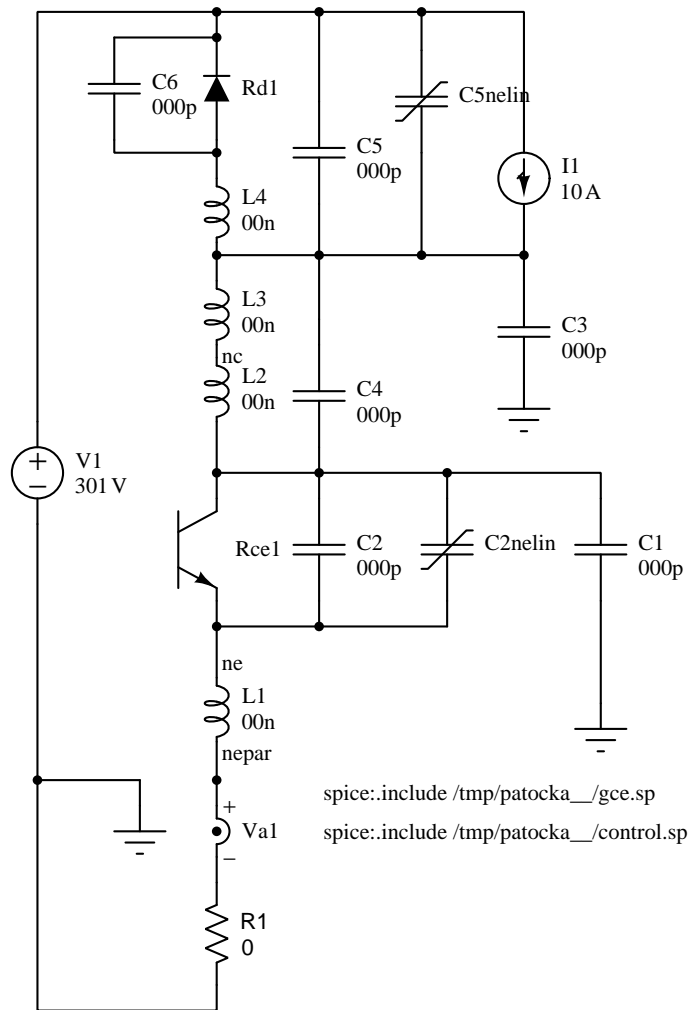 C6
000p
Rd1
C5nelin
C5
000p
I1
10 A
L4
00n
L3
00n
nc
L2
00n
C3
000p
C4
000p
+
−
V1
301 V
Rce1
C2
000p
C2nelin
C1
000p
ne
L1
00n
nepar
+
Va1
−
spice:.include /tmp/patocka__/gce.sp
spice:.include /tmp/patocka__/control.sp
R1
0